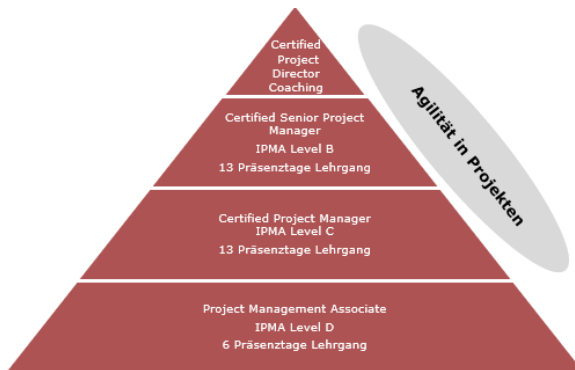 Certified
Project
Director
Coaching
Certified Senior Project
Manager
IPMA Level B
13 Präsenztage Lehrgang
Certified Project Manager
IPMA Level C
13 Präsenztage Lehrgang
Project Management Associate
IPMA Level D
6 Präsenztage Lehrgang
Agilität in Projekten